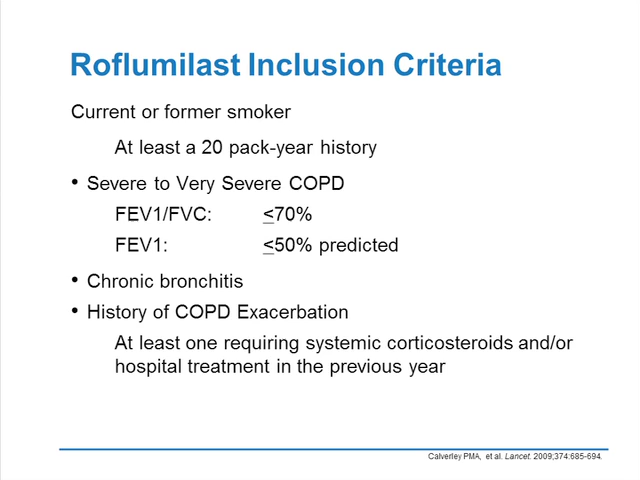 Roflumilast Inclusion Criteria
Current or former smoker
At least a 20 pack-year history
• Severe to Very Severe COPD
FEV1/FVC: ≤70%
FEV1: ≤50% predicted
• Chronic bronchitis
• History of COPD Exacerbation
At least one requiring systemic corticosteroids and/or
hospital treatment in the previous year
Calverley PMA, et al. Lancet. 2009;374:685-694.